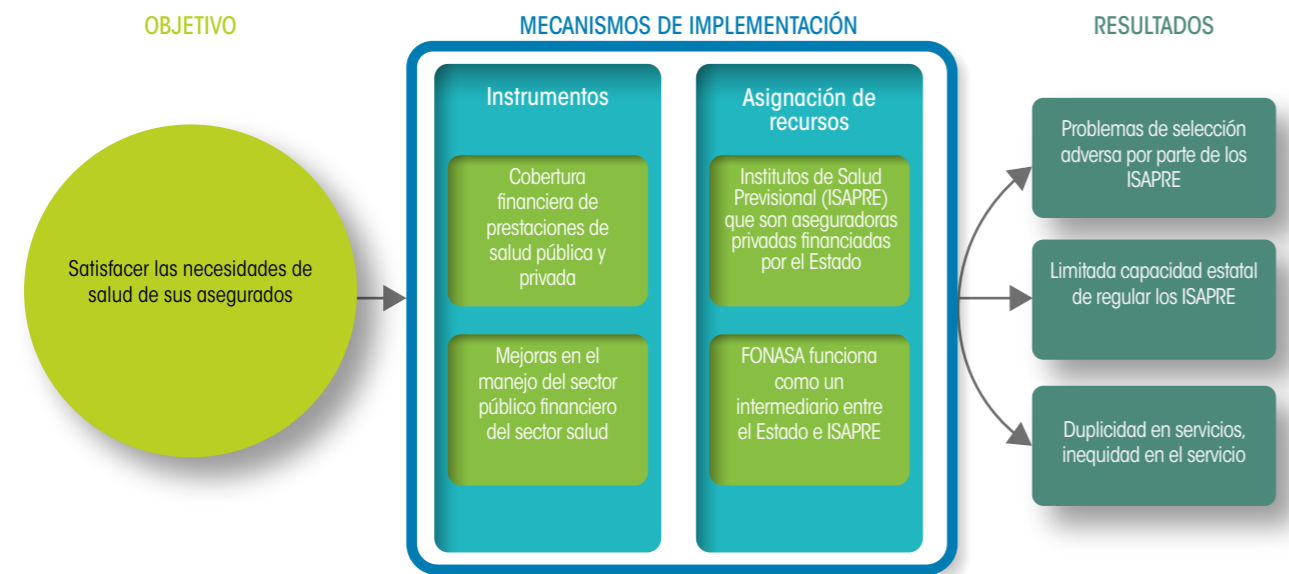 OBJETIVO
Satisfacer las necesidades de
salud de sus asegurados
MECANISMOS DE IMPLEMENTACIÓN
Instrumentos
Cobertura
financiera de
prestaciones de
salud pública y
privada
Mejoras en el
manejo del sector
público financiero
del sector salud
Asignación de
recursos
Institutos de Salud
Previsional (ISAPRE)
que son aseguradoras
privadas financiadas
por el Estado
FONASA funciona
como un
intermediario entre
el Estado e ISAPRE
RESULTADOS
Problemas de selección
adversa por parte de los
ISAPRE
Limitada capacidad estatal
de regular los ISAPRE
Duplicidad en servicios,
inequidad en el servicio